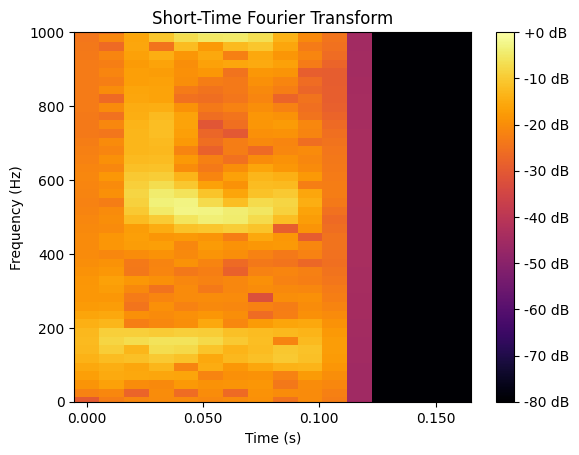 Short-Time Fourier Transform
Frequency (Hz)
1000
800
600
400
200
0
0.000
0.050
0.100
0.150
Time (s)
+0 dB
-10 dB
-20 dB
-30 dB
-40 dB
-50 dB
-60 dB
-70 dB
-80 dB